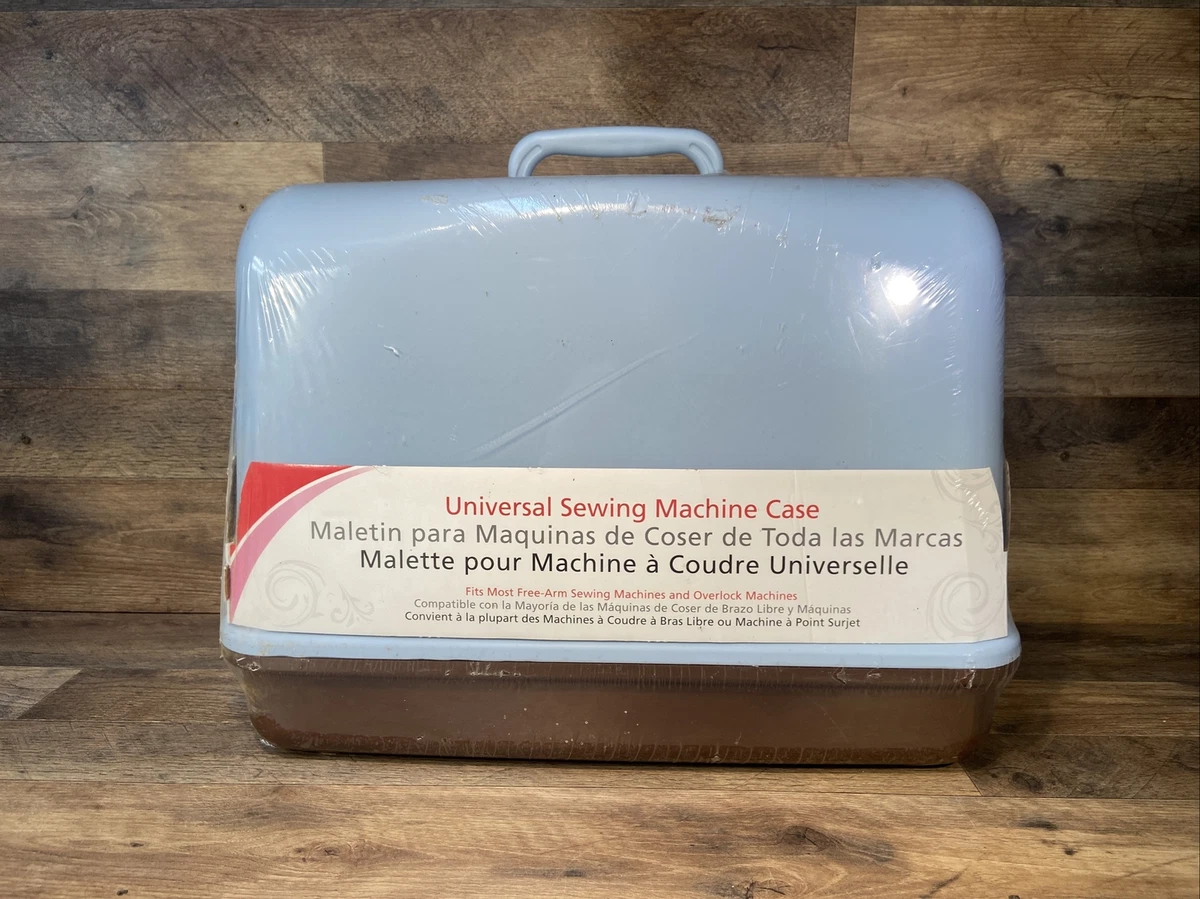 Universal Sewing Machine Case
Maletin para Maquinas de Coser de Toda las Marcas
Malette pour Machine à Coudre Universelle
Fits Most Free-Arm Sewing Machines and Overlock Machines
Compatible con la Mayoría de las Máquinas de Coser de Brazo Libre y Máquinas
Convient à la plupart des Machines à Coudre à Bras Libre ou Machine à Point Surjet